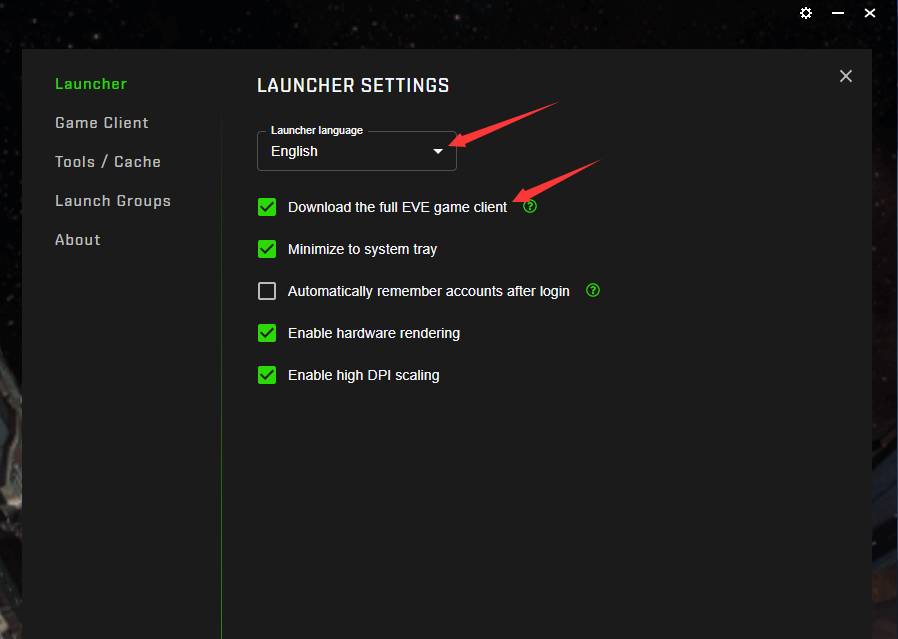 Launcher
Game Client
Tools / Cache
Launch Groups
About
LAUNCHER SETTINGS
Launcher language
English
Download the full EVE game client
Minimize to system tray
Automatically remember accounts after login
Enable hardware rendering
Enable high DPI scaling